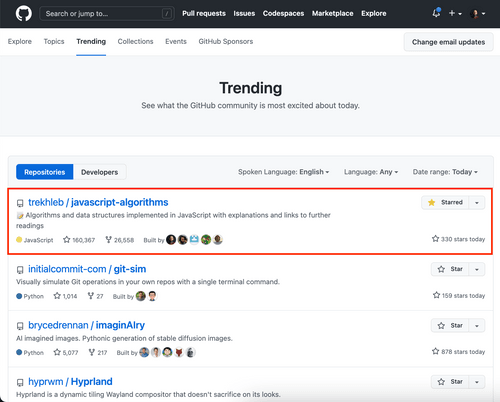 Search or jump to... / Pull requests Issues Codespaces Marketplace Explore
Explore Topics Trending Collections Events GitHub Sponsors Change email updates
Trending
See what the GitHub community is most excited about today.
Repositories Developers Spoken Language: English Language: Any Date range: Today
trekhleb / javascript-algorithms Starred
Algorithms and data structures implemented in JavaScript with explanations and links to further
readings
JavaScript 160,367 26,558 Built by 330 stars today
initialcommit-com / git-sim Star
Visually simulate Git operations in your own repos with a single terminal command.
Python 1,014 27 Built by 159 stars today
brycedrennan / imaginAIry Star
AI imagined images. Pythonic generation of stable diffusion images.
Python 5,077 217 Built by 878 stars today
hyprwm / Hyprland Star
Hyprland is a dynamic tiling Wayland compositor that doesn't sacrifice on its looks.